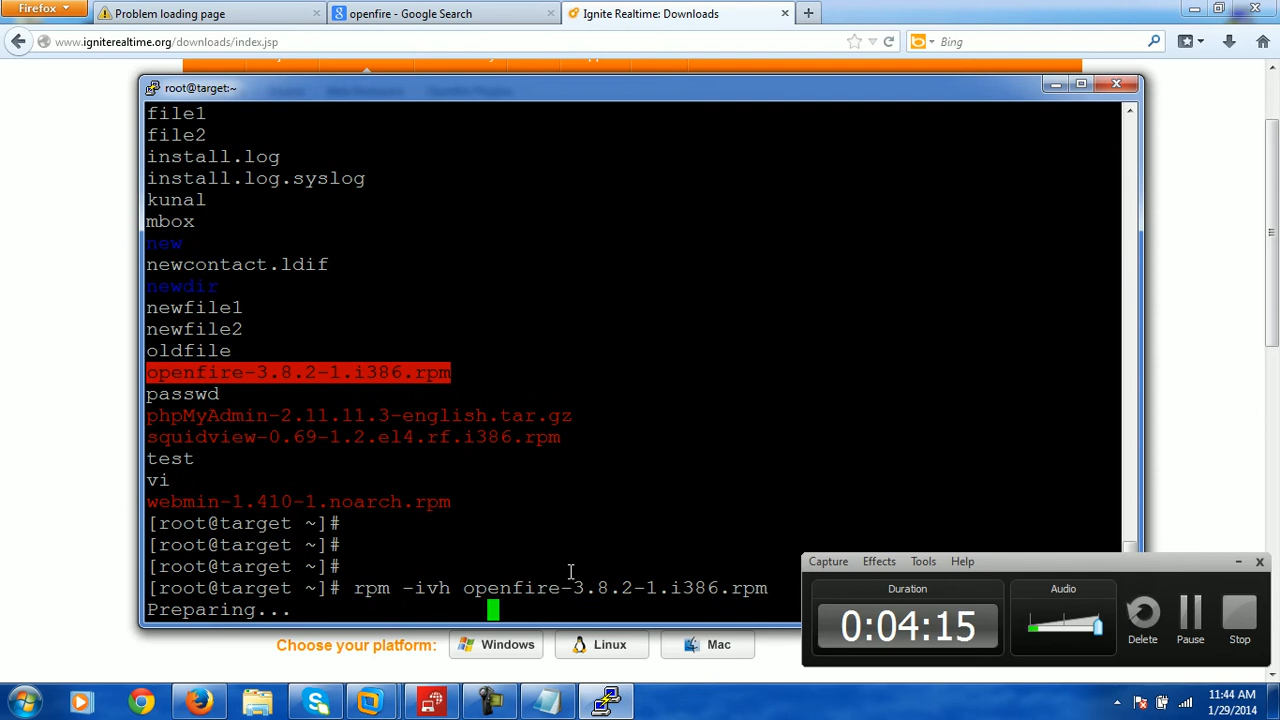 Firefox
Problem loading page
openfire - Google Search
Ignite Realtime: Downloads
www.igniterealtime.org/downloads/index.jsp
Bing
root@target:~
file1
file2
install.log
install.log.syslog
kunal
mbox
new
newcontact.ldif
newdir
newfile1
newfile2
oldfile
openfire-3.8.2-1.i386.rpm
passwd
phpMyAdmin-2.11.11.3-english.tar.gz
squidview-0.69-1.2.el4.rf.i386.rpm
test
vi
webmin-1.410-1.noarch.rpm
[root@target ~]#
[root@target ~]#
[root@target ~]#
[root@target ~]# rpm -ivh openfire-3.8.2-1.i386.rpm
Preparing...
Capture Effects Tools Help
Duration
Audio
0:04:15
Delete
Pause
Stop
Choose your platform: Windows Linux Mac
11:44 AM
1/29/2014